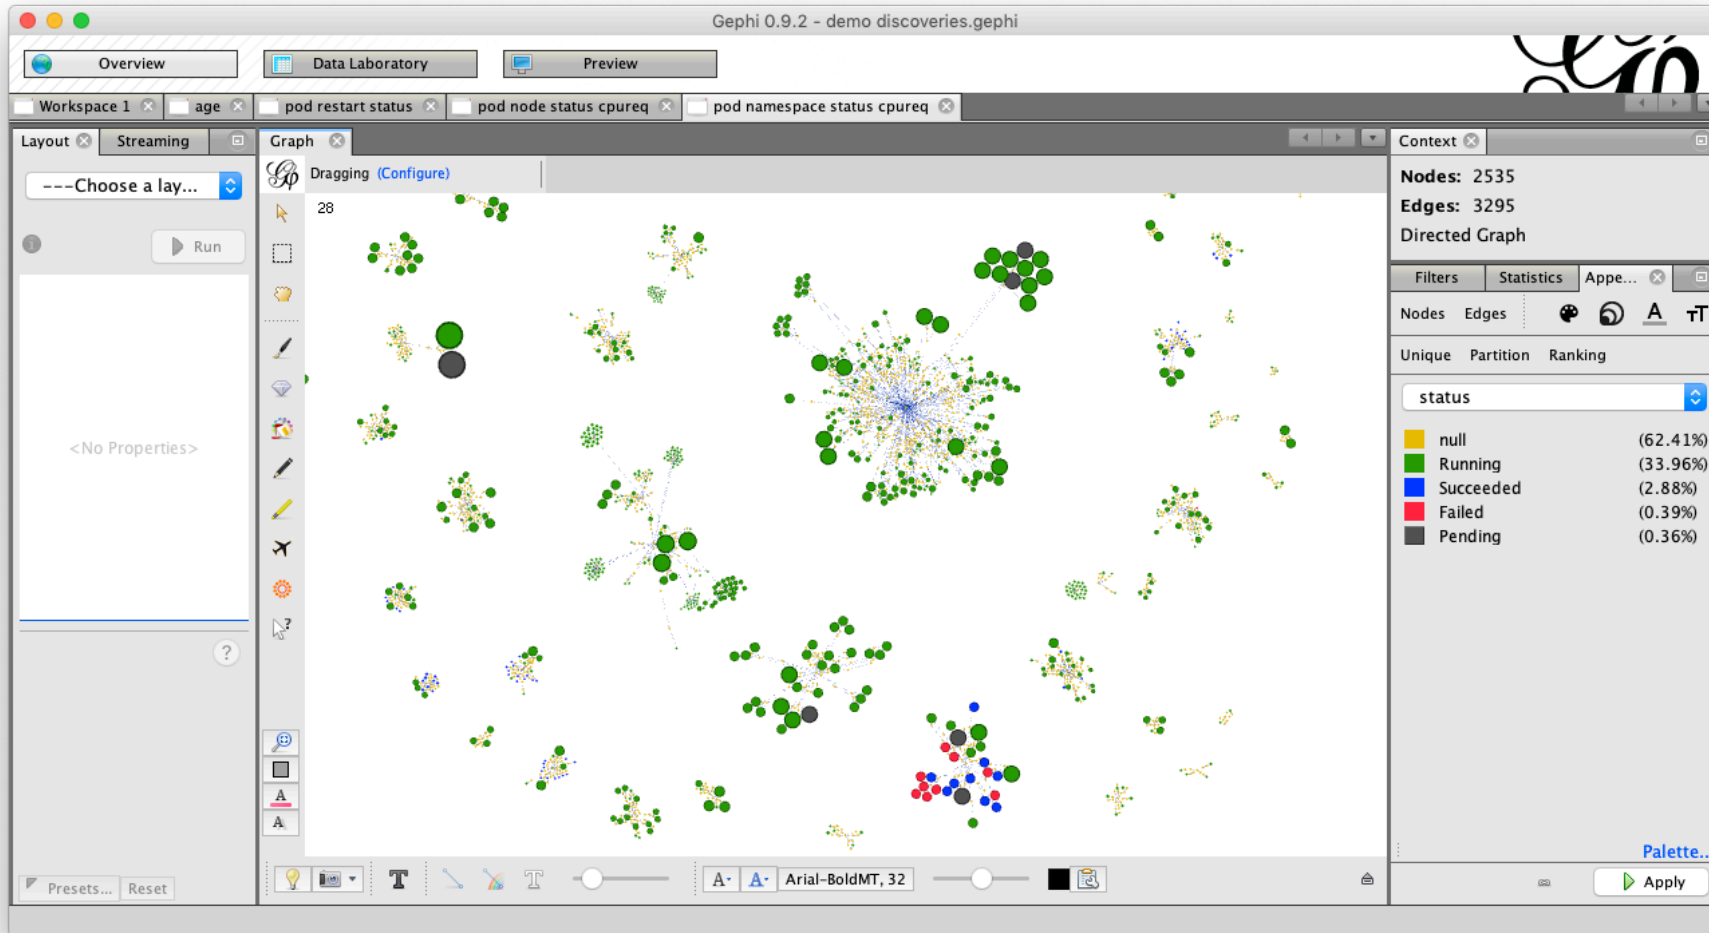 Gephi 0.9.2 - demo discoveries.gephi
Overview
Data Laboratory
Preview
Workspace 1
age
pod restart status
pod node status cpureq
pod namespace status cpureq
Layout
Streaming
Graph
Context
---Choose a lay...
Dragging (Configure)
Nodes: 2535
Edges: 3295
Directed Graph
28
Run
Filters
Statistics
Appe...
Nodes
Edges
A
TT
Unique
Partition
Ranking
status
null (62.41%)
Running (33.96%)
Succeeded (2.88%)
Failed (0.39%)
Pending (0.36%)
<No Properties>
?
?
A
A
Palette..
Presets...
Reset
T
T
A-
A-
Arial-BoldMT, 32
Apply